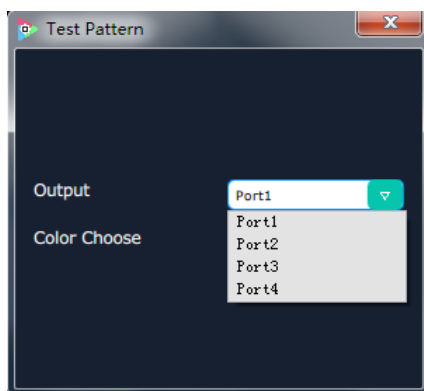 Test Pattern
Output
Port1
Port1
Port2
Color Choose
Port3
Port4